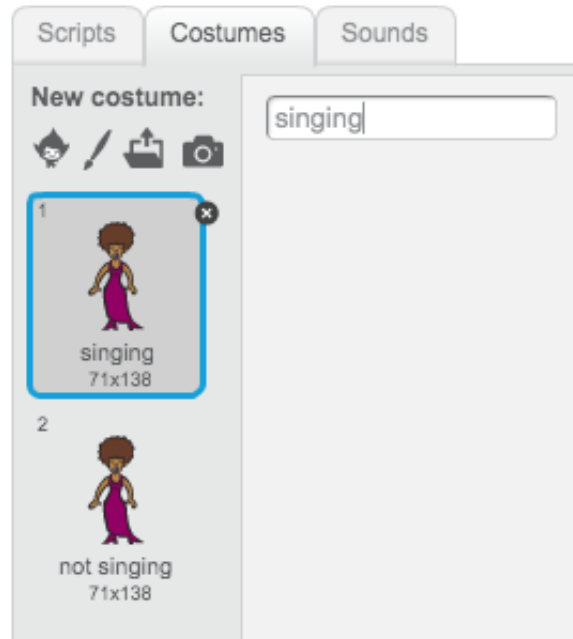 Scripts
Costumes
Sounds
New costume:
singing
1
singing
71x138
2
not singing
71x138